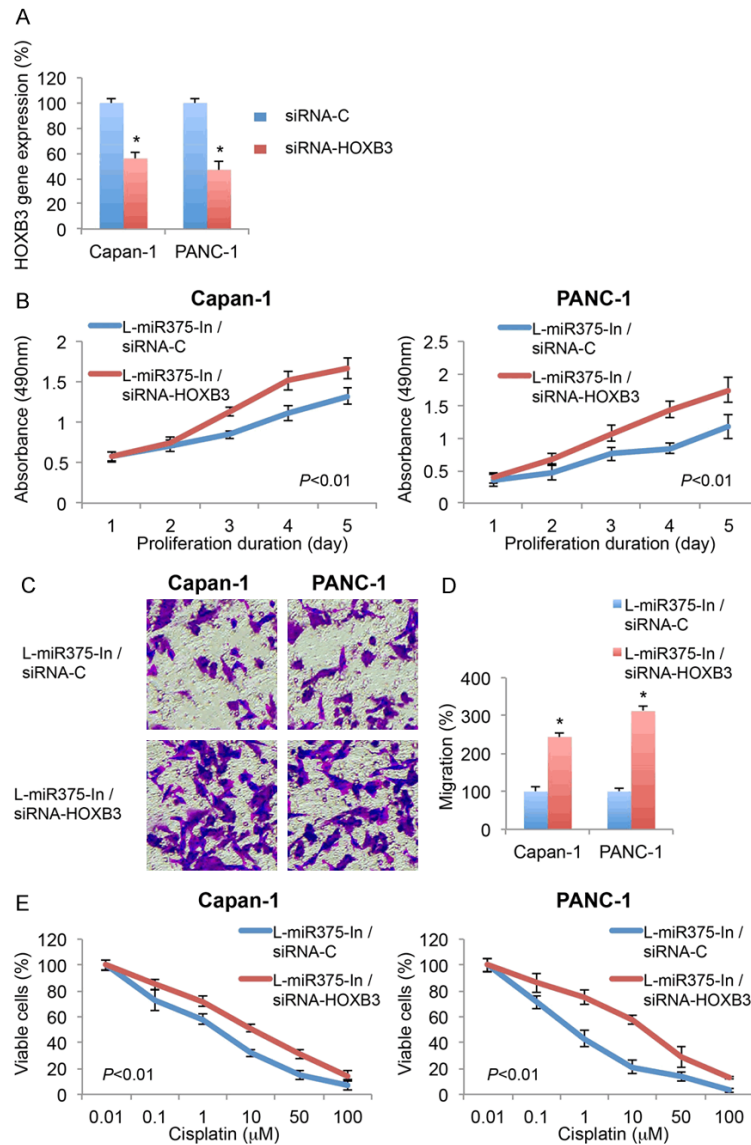 A
HOXB3 gene expression (%)
120
100
80
60
40
20
0
*
*
Capan-1
PANC-1
siRNA-C
siRNA-HOXB3
B
Capan-1
Absorbance (490nm)
2
1.5
1
0.5
0
L-miR375-In /
siRNA-C
L-miR375-In /
siRNA-HOXB3
P<0.01
1 2 3 4 5
Proliferation duration (day)
PANC-1
Absorbance (490nm)
2.5
2
1.5
1
0.5
0
L-miR375-In /
siRNA-C
L-miR375-In /
siRNA-HOXB3
P<0.01
1 2 3 4 5
Proliferation duration (day)
C
Capan-1
PANC-1
L-miR375-In /
siRNA-C
L-miR375-In /
siRNA-HOXB3
D
L-miR375-In /
siRNA-C
L-miR375-In /
siRNA-HOXB3
Migration (%)
400
300
200
100
0
*
*
Capan-1
PANC-1
E
Capan-1
Viable cells (%)
120
100
80
60
40
20
0
L-miR375-In /
siRNA-C
L-miR375-In /
siRNA-HOXB3
P<0.01
0.01 0.1 1 10 50 100
Cisplatin (μM)
PANC-1
Viable cells (%)
120
100
80
60
40
20
0
L-miR375-In /
siRNA-C
L-miR375-In /
siRNA-HOXB3
P<0.01
0.01 0.1 1 10 50 100
Cisplatin (μM)